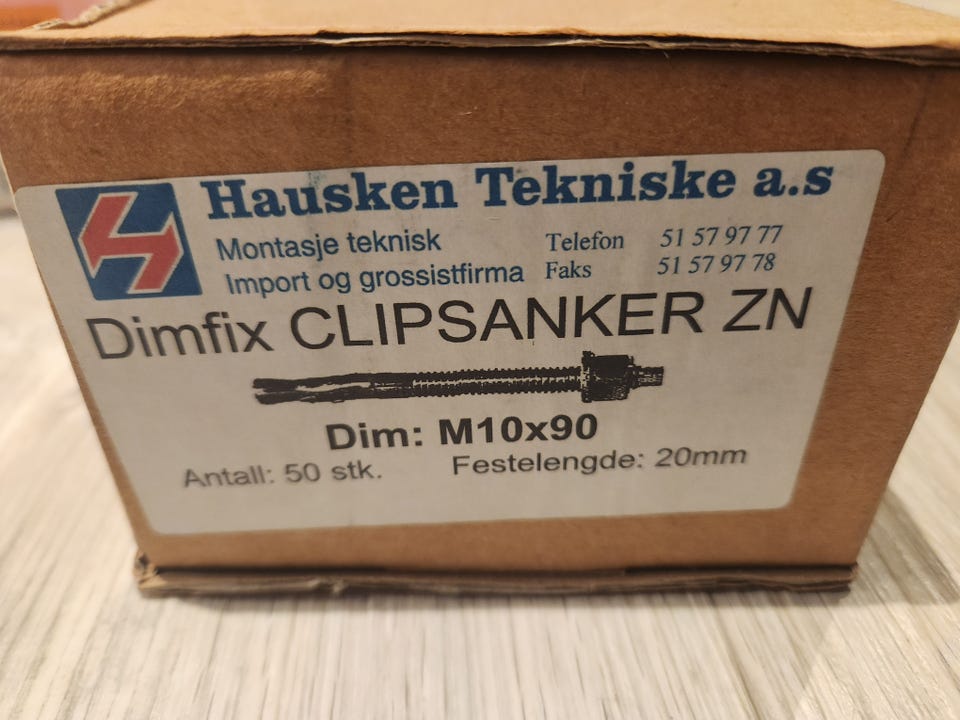 Hausken Tekniske a.s
Montasje teknisk Telefon 51 57 97 77
Import og grossistfirma Faks 51 57 97 78
Dimfix CLIPSANKER ZN
Dim: M10x90
Antall: 50 stk. Festelengde: 20mm